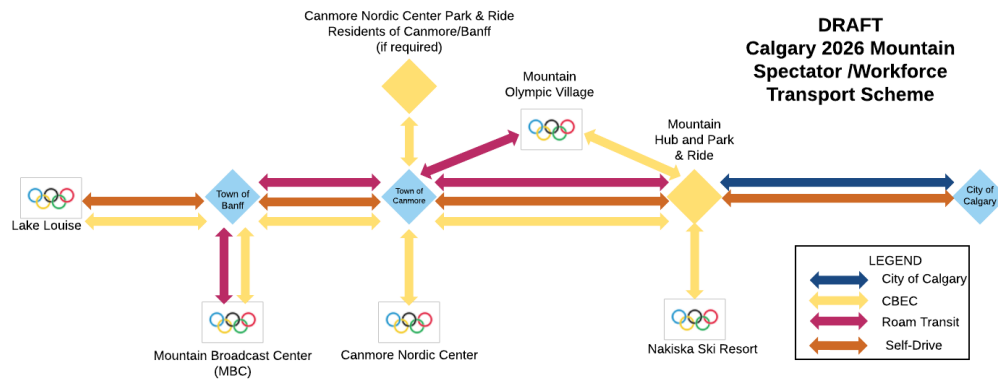 Canmore Nordic Center Park & Ride
Residents of Canmore/Banff
(if required)
DRAFT
Calgary 2026 Mountain
Spectator /Workforce
Transport Scheme
Mountain
Olympic Village
Mountain
Hub and Park
& Ride
Lake Louise
Town of
Banff
Town of
Canmore
City of
Calgary
Mountain Broadcast Center
(MBC)
Canmore Nordic Center
Nakiska Ski Resort
LEGEND
City of Calgary
CBEC
Roam Transit
Self-Drive